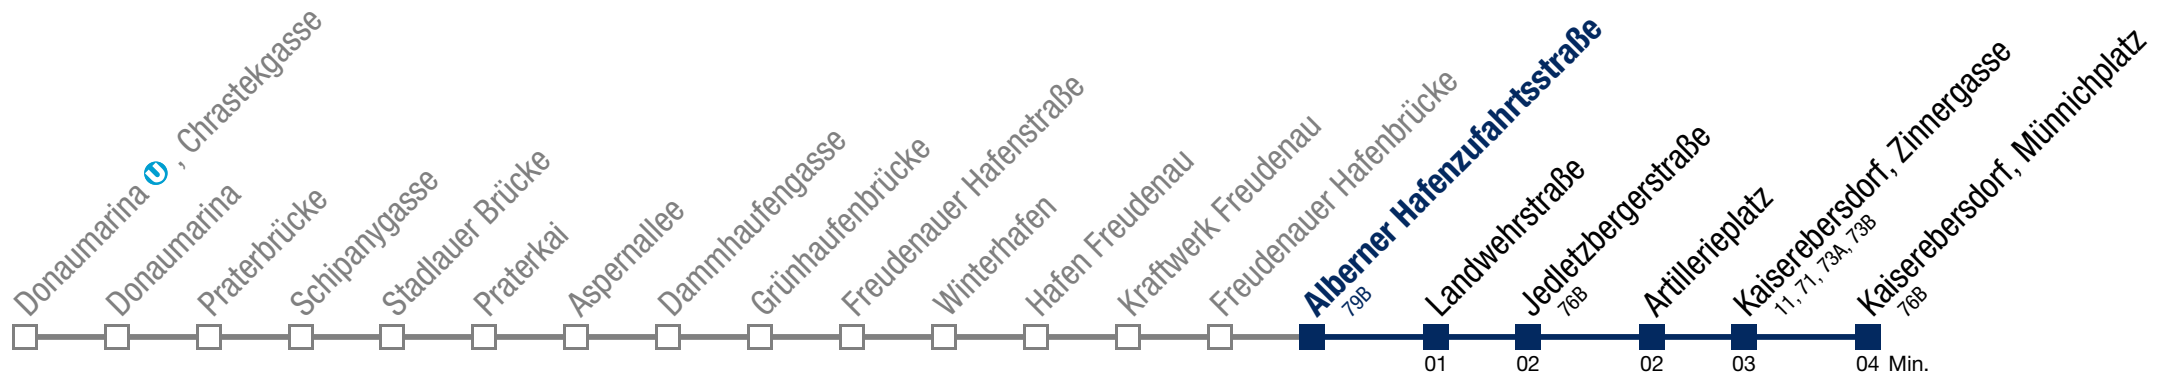 Donaumarina U, Chrastekgasse
Donaumarina
Praterbrücke
Schipanygasse
Stadlauer Brücke
Praterkai
Aspernallee
Dammhaufengasse
Grünhaufenbrücke
Freudenauer Hafenstraße
Winterhafen
Hafen Freudenau
Kraftwerk Freudenau
Freudenauer Hafenbrücke
Alberner Hafenzufahrtsstraße
79B
Landwehrstraße
01
Jedletzbergerstraße
76B
02
Artillerieplatz
02
Kaiserebersdorf, Zinnergasse
11, 71, 73A, 73B
03
Kaiserebersdorf, Münnichplatz
76B
04 Min.